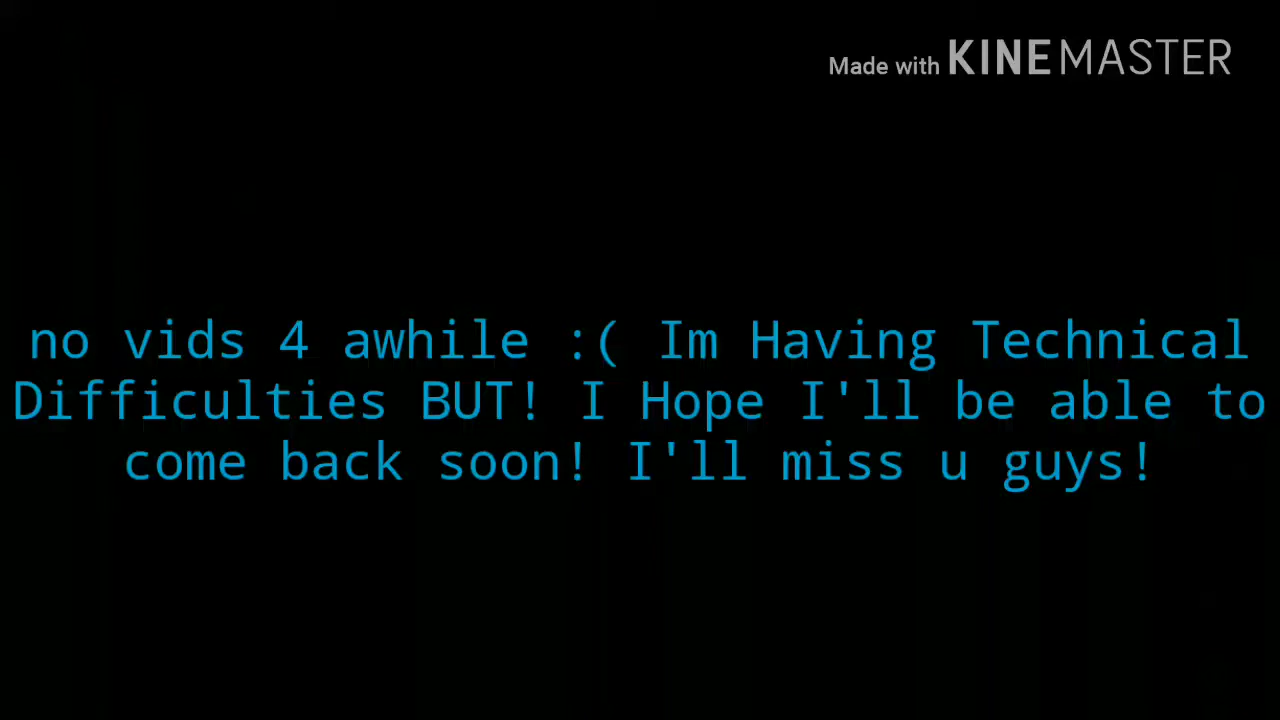 Made with KINEMASTER
no vids 4 awhile :( Im Having Technical
Difficulties BUT! I Hope I'll be able to
come back soon! I'll miss u guys!